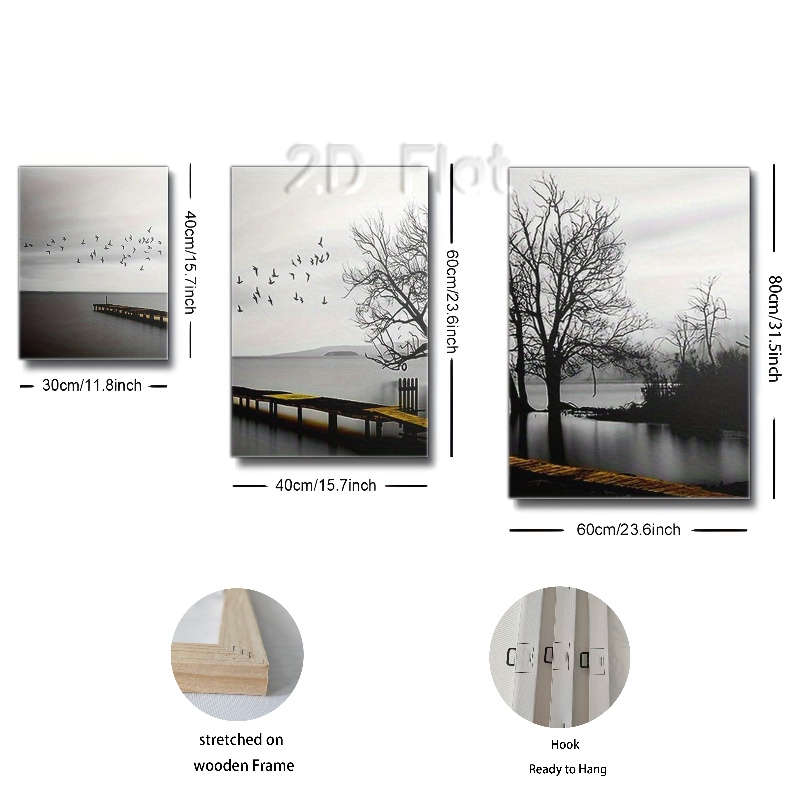 2D Flat
40cm/15.7inch
60cm/23.6inch
80cm/31.5inch
30cm/11.8inch
40cm/15.7inch
60cm/23.6inch
stretched on
wooden Frame
Hook
Ready to Hang